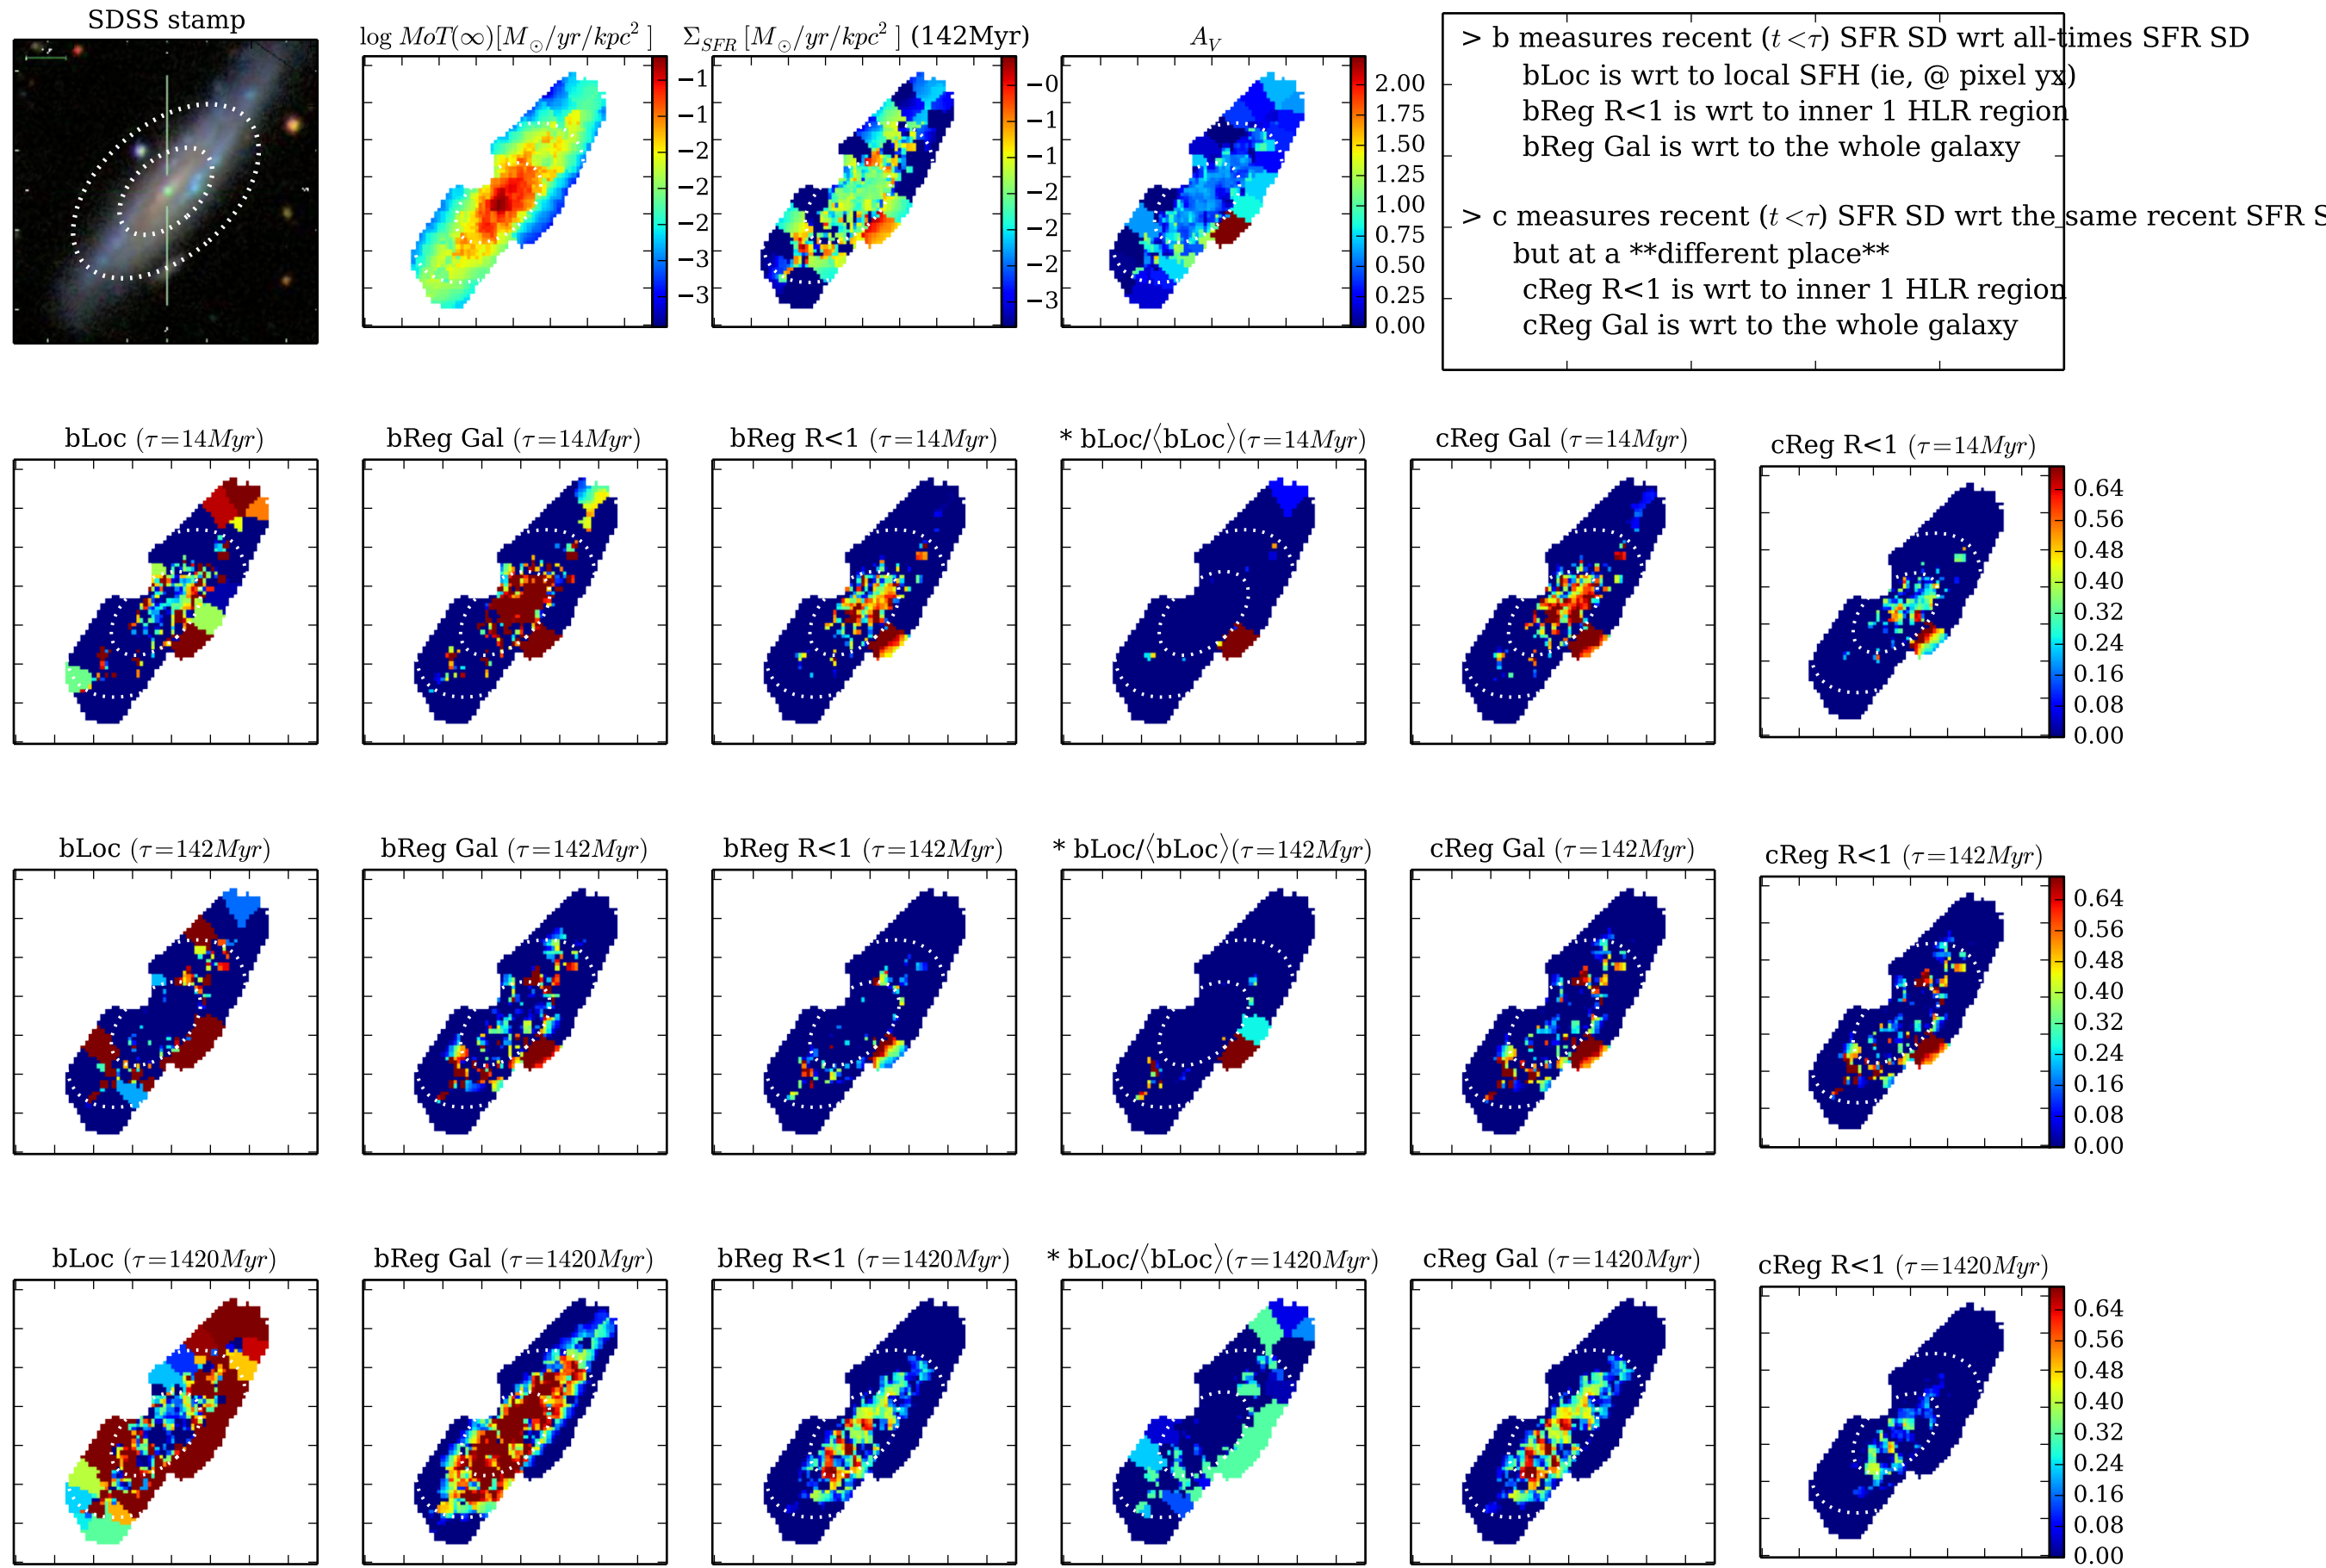 SDSS stamp
log MoT(∞)[M⊙/yr/kpc²]
Σ_SFR [M⊙/yr/kpc²] (142Myr)
A_V
−1
−1
−2
−2
−2
−3
−3
−0
−1
−1
−2
−2
−2
−3
2.00
1.75
1.50
1.25
1.00
0.75
0.50
0.25
0.00
> b measures recent (t<τ) SFR SD wrt all-times SFR SD
bLoc is wrt to local SFH (ie, @ pixel yx)
bReg R<1 is wrt to inner 1 HLR region
bReg Gal is wrt to the whole galaxy
> c measures recent (t<τ) SFR SD wrt the same recent SFR S
but at a **different place**
cReg R<1 is wrt to inner 1 HLR region
cReg Gal is wrt to the whole galaxy
bLoc (τ=14Myr)
bReg Gal (τ=14Myr)
bReg R<1 (τ=14Myr)
* bLoc/⟨bLoc⟩(τ=14Myr)
cReg Gal (τ=14Myr)
cReg R<1 (τ=14Myr)
0.64
0.56
0.48
0.40
0.32
0.24
0.16
0.08
0.00
bLoc (τ=142Myr)
bReg Gal (τ=142Myr)
bReg R<1 (τ=142Myr)
* bLoc/⟨bLoc⟩(τ=142Myr)
cReg Gal (τ=142Myr)
cReg R<1 (τ=142Myr)
0.64
0.56
0.48
0.40
0.32
0.24
0.16
0.08
0.00
bLoc (τ=1420Myr)
bReg Gal (τ=1420Myr)
bReg R<1 (τ=1420Myr)
* bLoc/⟨bLoc⟩(τ=1420Myr)
cReg Gal (τ=1420Myr)
cReg R<1 (τ=1420Myr)
0.64
0.56
0.48
0.40
0.32
0.24
0.16
0.08
0.00